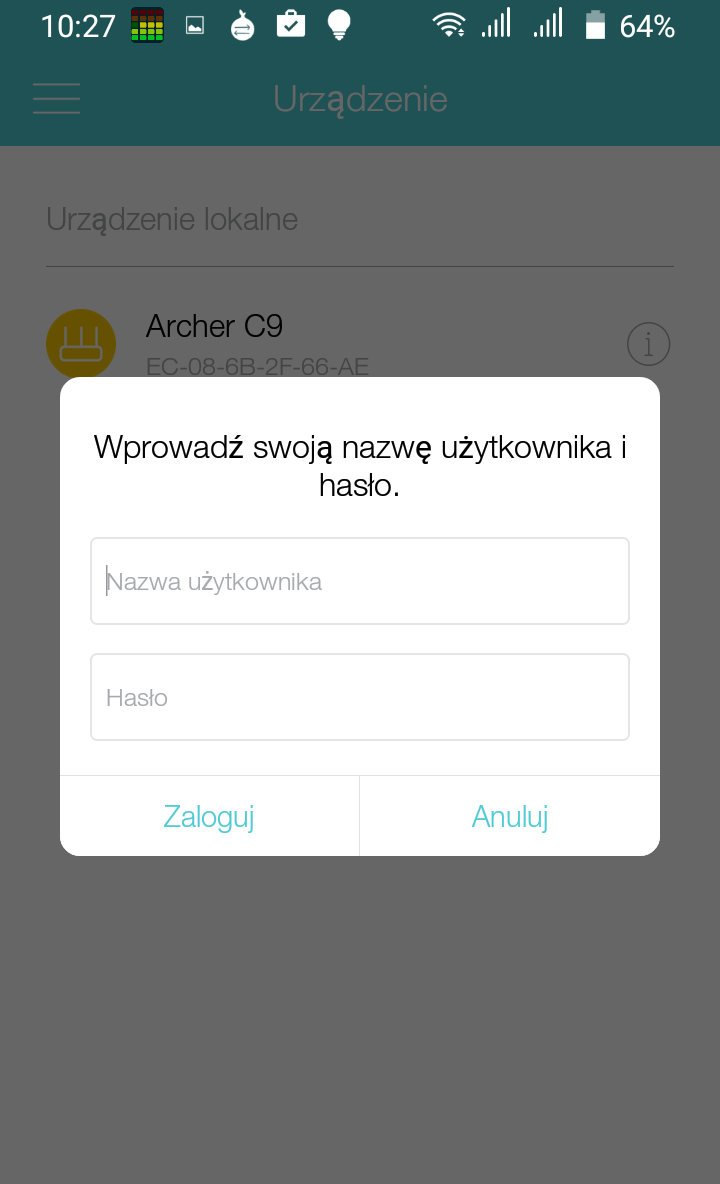 10:27 64%
Urządzenie
Urządzenie lokalne
Archer C9
EC-08-6B-2F-66-AE
Wprowadź swoją nazwę użytkownika i
hasło.
Nazwa użytkownika
Hasło
Zaloguj Anuluj